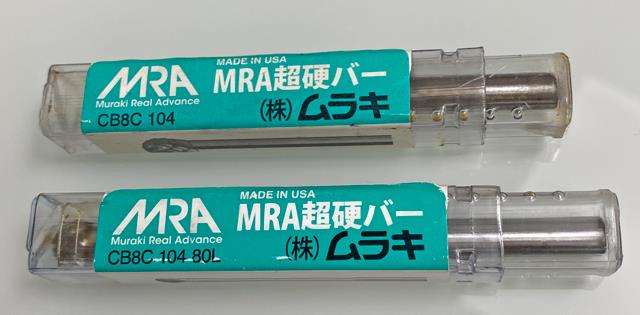 MADE IN USA
MRA MRA超硬バー
Muraki Real Advance
CB8C 104 (株) ムラキ
MADE IN USA
MRA MRA超硬バー
Muraki Real Advance
CB8C 104 80L (株) ムラキ